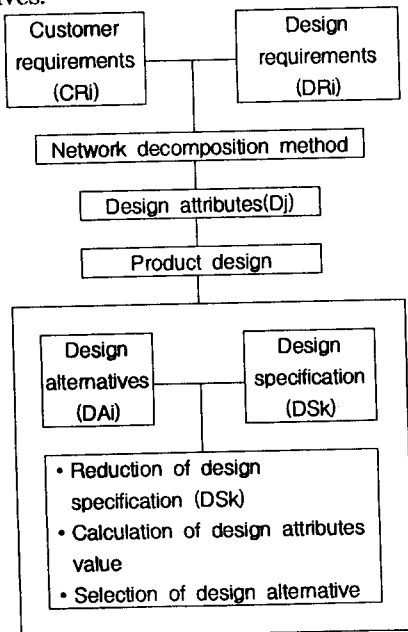 Customer
requirements
(CRi)
Design
requirements
(DRi)
Network decomposition method
Design attributes(Dj)
Product design
Design
alternatives
(DAi)
Design
specification
(DSk)
• Reduction of design
specification (DSk)
• Calculation of design attributes
value
• Selection of design alternative